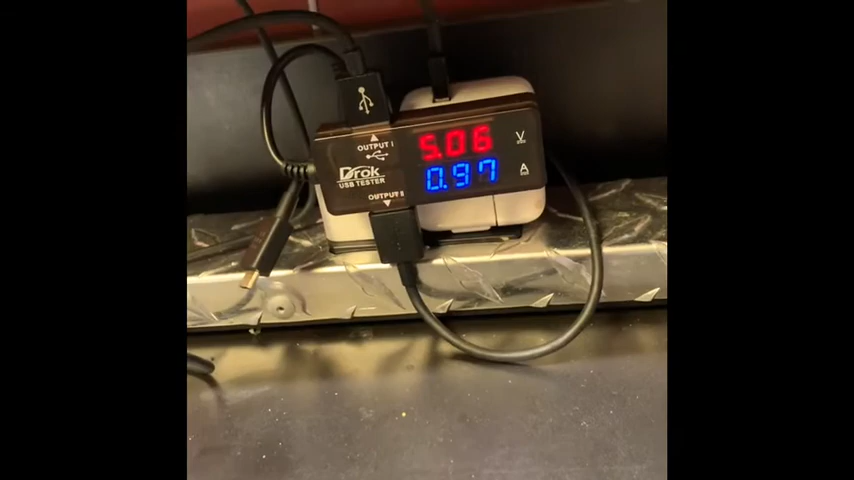 OUTPUT I
5.06 V
Drok
USB TESTER
0.97 A
OUTPUT II